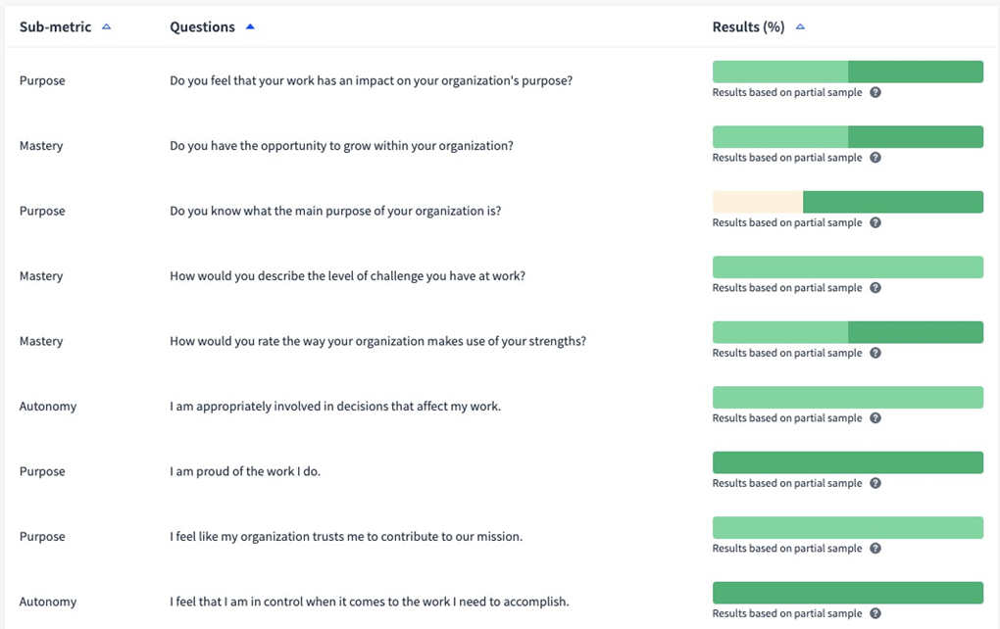 Sub-metric Questions Results (%)
Purpose Do you feel that your work has an impact on your organization's purpose?
Results based on partial sample ?
Mastery Do you have the opportunity to grow within your organization?
Results based on partial sample ?
Purpose Do you know what the main purpose of your organization is?
Results based on partial sample ?
Mastery How would you describe the level of challenge you have at work?
Results based on partial sample ?
Mastery How would you rate the way your organization makes use of your strengths?
Results based on partial sample ?
Autonomy I am appropriately involved in decisions that affect my work.
Results based on partial sample ?
Purpose I am proud of the work I do.
Results based on partial sample ?
Purpose I feel like my organization trusts me to contribute to our mission.
Results based on partial sample ?
Autonomy I feel that I am in control when it comes to the work I need to accomplish.
Results based on partial sample ?